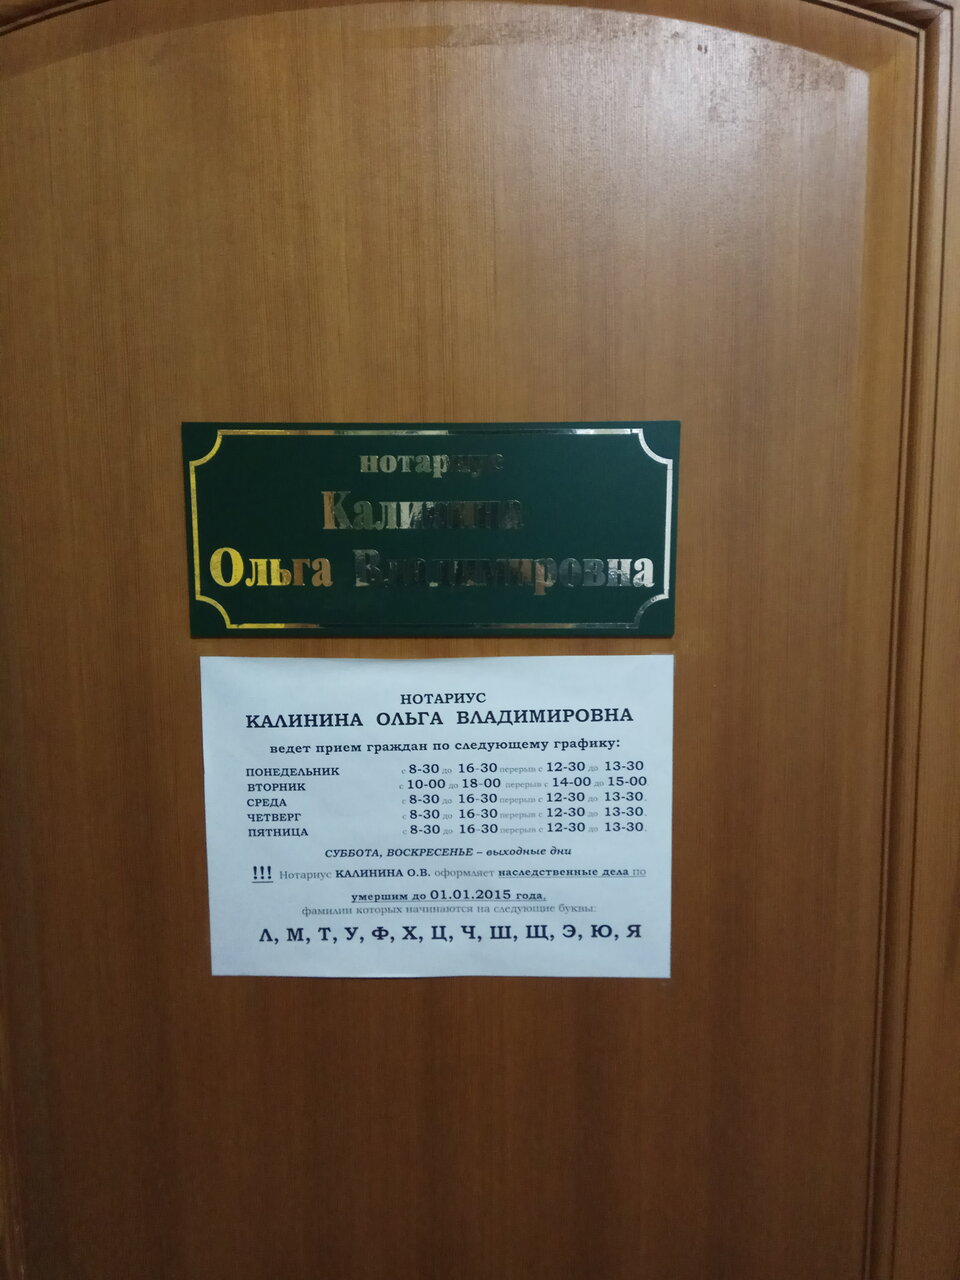 нотариус
Калинина
Ольга Владимировна
НОТАРИУС
КАЛИНИНА ОЛЬГА ВЛАДИМИРОВНА
ведет прием граждан по следующему графику:
ПОНЕДЕЛЬНИК с 8-30 до 16-30 перерыв с 12-30 до 13-30
ВТОРНИК с 10-00 до 18-00 перерыв с 14-00 до 15-00
СРЕДА с 8-30 до 16-30 перерыв с 12-30 до 13-30.
ЧЕТВЕРГ с 8-30 до 16-30 перерыв с 12-30 до 13-30.
ПЯТНИЦА с 8-30 до 16-30 перерыв с 12-30 до 13-30.
СУББОТА, ВОСКРЕСЕНЬЕ – выходные дни
!!! Нотариус КАЛИНИНА О.В. оформляет наследственные дела по
умершим до 01.01.2015 года,
фамилии которых начинаются на следующие буквы:
Л, М, Т, У, Ф, Х, Ц, Ч, Ш, Щ, Э, Ю, Я